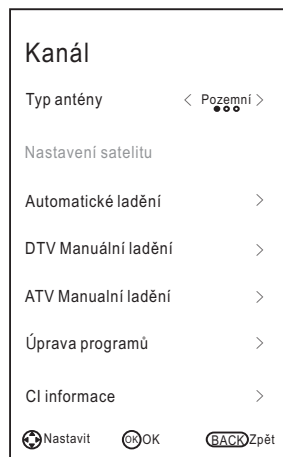 Kanál
Typ antény < Pozemní >
Nastavení satelitu
Automatické ladění >
DTV Manuální ladění >
ATV Manualní ladění >
Úprava programů >
CI informace >
Nastavit OK OK BACK Zpět